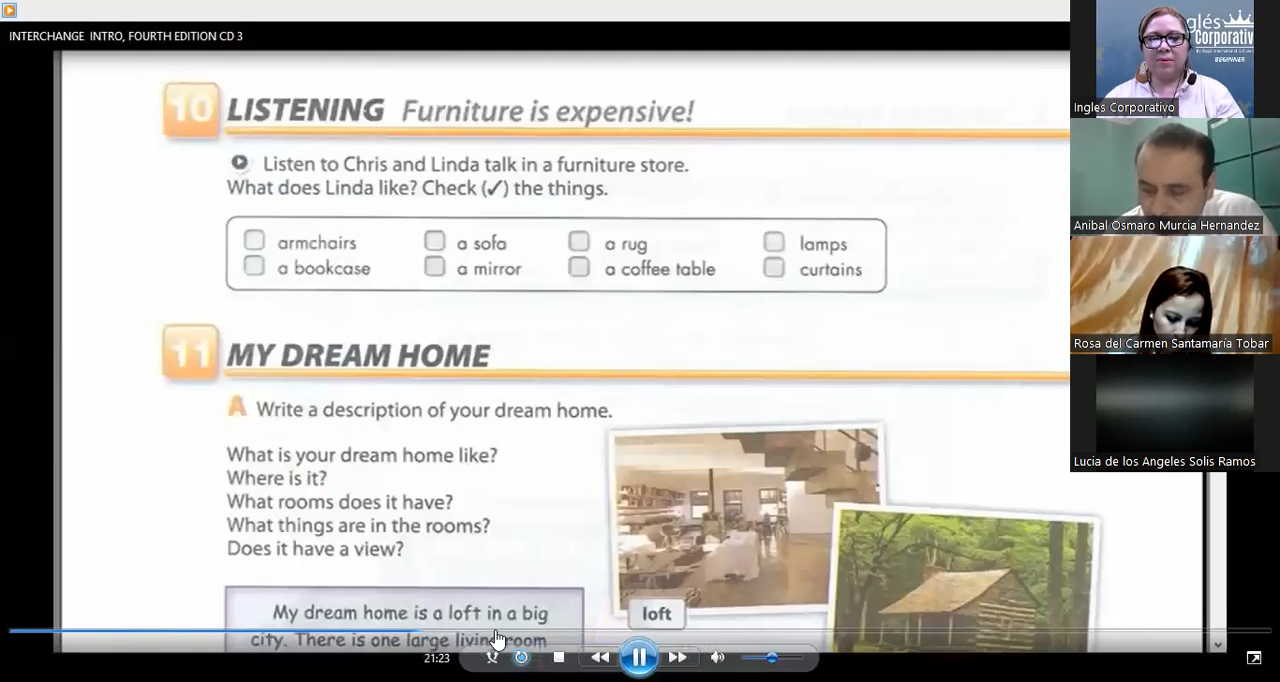 INTERCHANGE INTRO, FOURTH EDITION CD 3
10 LISTENING Furniture is expensive!
Listen to Chris and Linda talk in a furniture store.
What does Linda like? Check (✓) the things.
armchairs a sofa a rug lamps
a bookcase a mirror a coffee table curtains
11 MY DREAM HOME
A Write a description of your dream home.
What is your dream home like?
Where is it?
What rooms does it have?
What things are in the rooms?
Does it have a view?
My dream home is a loft in a big
city. There is one large living room
loft
21:23
glés
Corporativ
BEGINNER
Ingles Corporativo
Anibal Osmaro Murcia Hernandez
Rosa del Carmen Santamaría Tobar
Lucia de los Angeles Solis Ramos